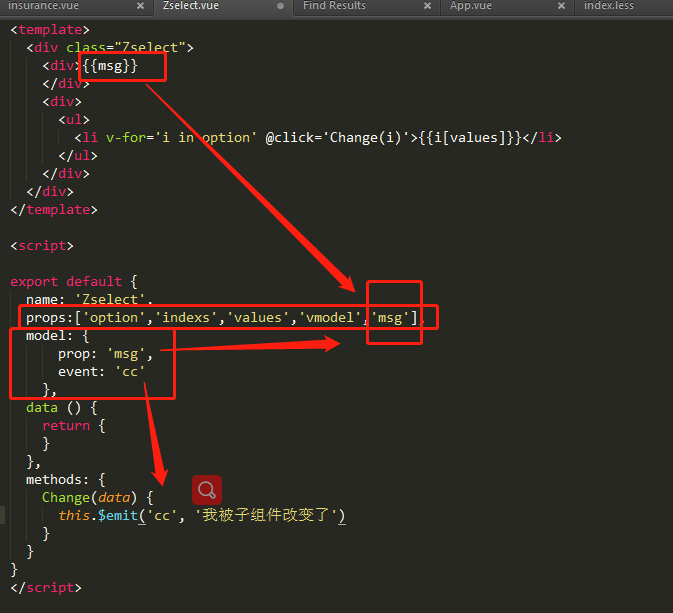 insurance.vue × Zselect.vue Find Results × App.vue × index.less
<template>
<div class="Zselect">
<div>{{msg}}
</div>
<div>
<ul>
<li v-for='i in option' @click='Change(i)'>{{i[values]}}</li>
</ul>
</div>
</div>
</template>
<script>
export default {
name: 'Zselect',
props:['option','indexs','values','vmodel','msg'],
model: {
prop: 'msg',
event: 'cc'
},
data () {
return {
}
},
methods: {
Change(data) {
this.$emit('cc', '我被子组件改变了')
}
}
}
</script>